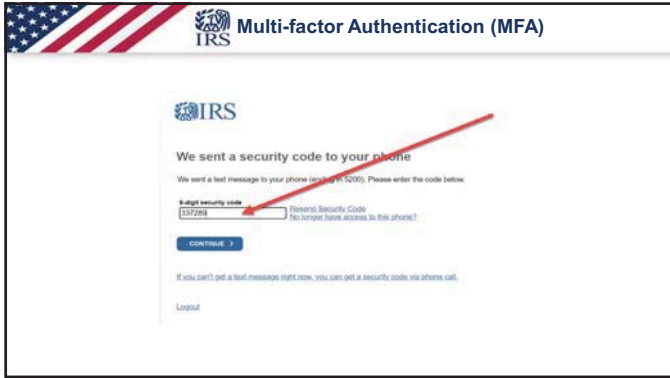 IRS
Multi-factor Authentication (MFA)
IRS
We sent a security code to your phone
We sent a text message to your phone (ending in 5200). Please enter the code below.
6-digit security code
337289
Resend Security Code
No longer have access to this phone?
CONTINUE >
If you can't get a text message right now, you can get a security code via phone call.
Logout